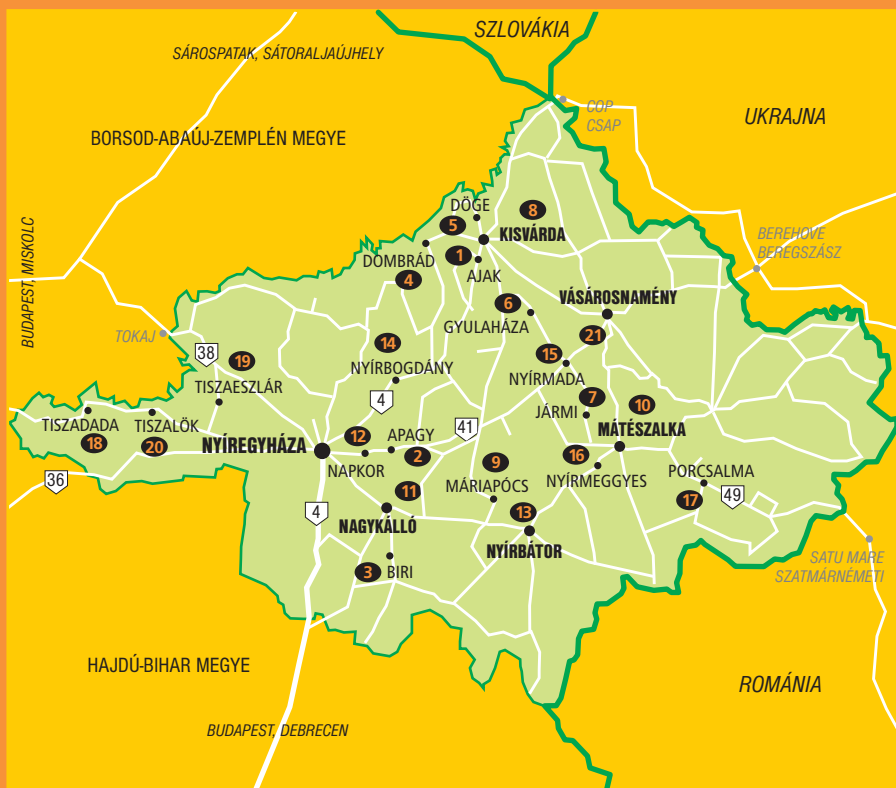 SZLOVÁKIA
SÁROSPATAK, SÁTORALJAÚJHELY
COP
CSAP
UKRAJNA
BORSOD-ABAÚJ-ZEMPLÉN MEGYE
BUDAPEST, MISKOLC
DÖGE
8
5
KISVÁRDA
BEREHOVE
BEREGSZÁSZ
DOMBRÁD
1
4
AJAK
VÁSÁROSNAMÉNY
6
GYULAHÁZA
TOKAJ
38
19
14
15
21
NYÍRBOGDÁNY
NYÍRMADA
TISZAESZLÁR
4
7
10
JÁRMI
TISZADADA
TISZALÖK
18
20
NYÍREGYHÁZA
12
APAGY
41
MÁTÉSZALKA
2
NAPKOR
9
16
36
11
MÁRIAPÓCS
NYÍRMEGGYES
PORCSALMA
17
49
4
NAGYKÁLLÓ
13
NYÍRBÁTOR
SATU MARE
SZATMÁRNÉMETI
3
BIRI
HAJDÚ-BIHAR MEGYE
ROMÁNIA
BUDAPEST, DEBRECEN